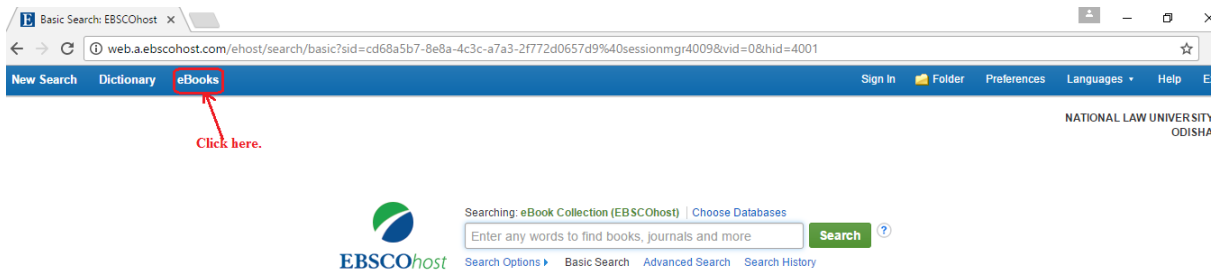 Basic Search: EBSCOhost
web.a.ebscohost.com/ehost/search/basic?sid=cd68a5b7-8e8a-4c3c-a7a3-2f772d0657d9%40sessionmgr4009&vid=0&hid=4001
New Search Dictionary eBooks Sign In Folder Preferences Languages Help E
NATIONAL LAW UNIVERSITY
ODISHA
Click here.
Searching: eBook Collection (EBSCOhost) | Choose Databases
Enter any words to find books, journals and more Search ?
EBSCOhost Search Options Basic Search Advanced Search Search History